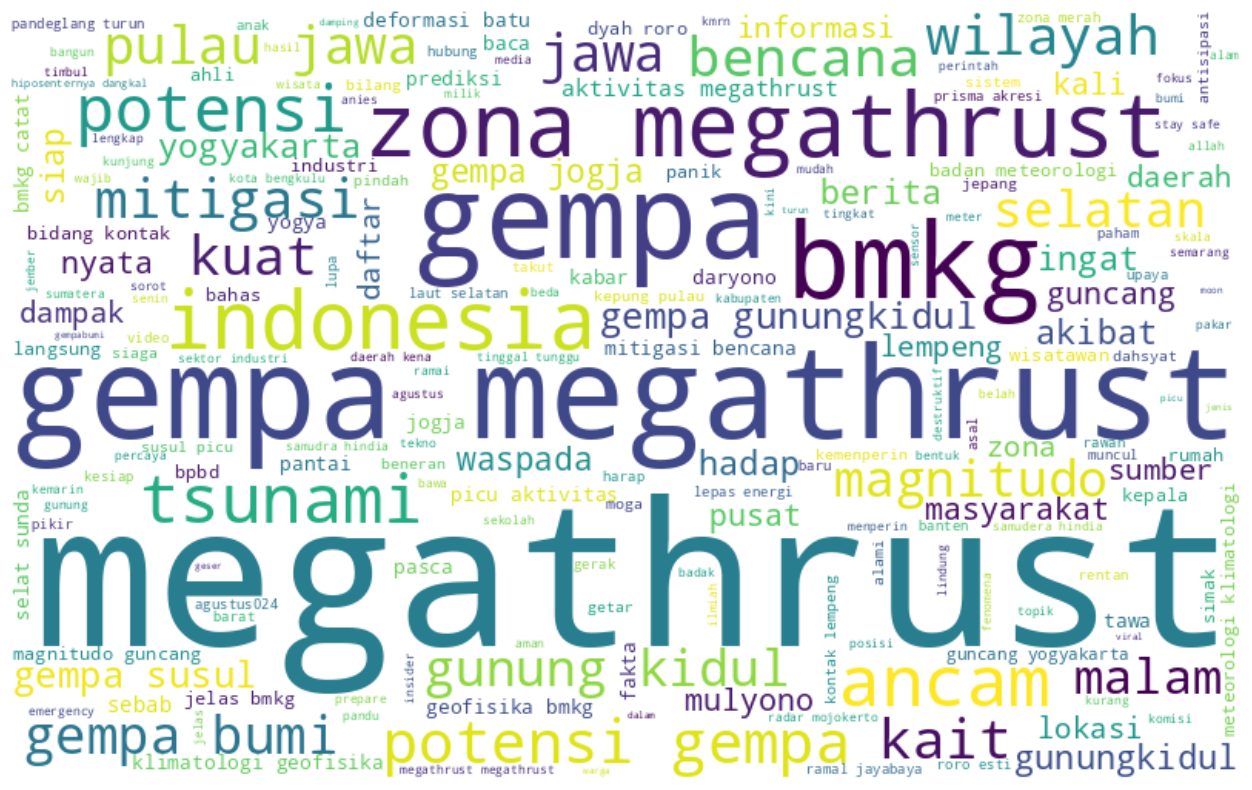 pandeglang turun
anak
damping
deformasi batu
dyah roro
kmrn
informasi
zona merah
wilayah
antisipasi
alam
bangun
pulau jawa
hasil
hubung
baca
media
jawa
bencana
timbul
ahli
hiposenternya dangkal
wisata
bilang
prediksi
milik
aktivitas megathrust
perintah
sistem
kali
fokus
bumi
potensi
anies
zona megathrust
prisma akresi
stay safe
bmkg catat
siap
lengkap
yogyakarta
industri
allah
kunjung
wajib
kota bengkulu
pindah
gempa jogja
panik
mudah
badan meteorologi
jepang
daerah
mitigasi
yogya
daftar
gempa
kini
turun
berita
tingkat
meter
selatan
skala
bidang kontak
nyata
kuat
lupa
takut
kabar
daryono
bmkg
sensor
paham
semarang
ingat
upaya
jember
sorot
sumatera
senin
bahas
laut selatan
beda
kepung pulau
kabupaten
guncang
moon
dampak
gempabumi
video
indonesia
gempa gunungkidul
akibat
pakar
langsung
siaga
sektor industri
daerah kena
tinggal tunggu
mitigasi bencana
lempeng
wisatawan
dahsyat
ramai
gempa megathrust
agustus
destruktif
belah
picu
jenis
jogja
asal
susul picu
samudra hindia
tekno
percaya
bpbd
pantai
beneran
waspada
hadap
baru
kemenperin
bentuk
zona
rawan
muncul
rumah
kesiap
kemarin
gunung
tsunami
bawa
picu aktivitas
harap
moga
lepas energi
magnitudo
sumber
kepala
selat sunda
pikir
sekolah
pusat
menperin
banten
masyarakat
samudera hindia
meteorologi klimatologi
megathrust
geser
agustus024
barat
pasca
gerak
getar
badak
ilmiah
alami
lindung
rentan
fenomena
topik
simak
tawa
viral
magnitudo guncang
aman
kontak lempeng
posisi
guncang yogyakarta
gempa susul
insider
gunung kidul
fakta
ancam
malam
sebab
jelas bmkg
prepare
mulyono
kurang
emergency
jelas
pandu
geofisika bmkg
dalam
radar mojokerto
lokasi
komisi
gempa bumi
potensi gempa
kait
klimatologi geofisika
megathrust megathrust
warga
ramal jayabaya
roro esti
gunungkidul